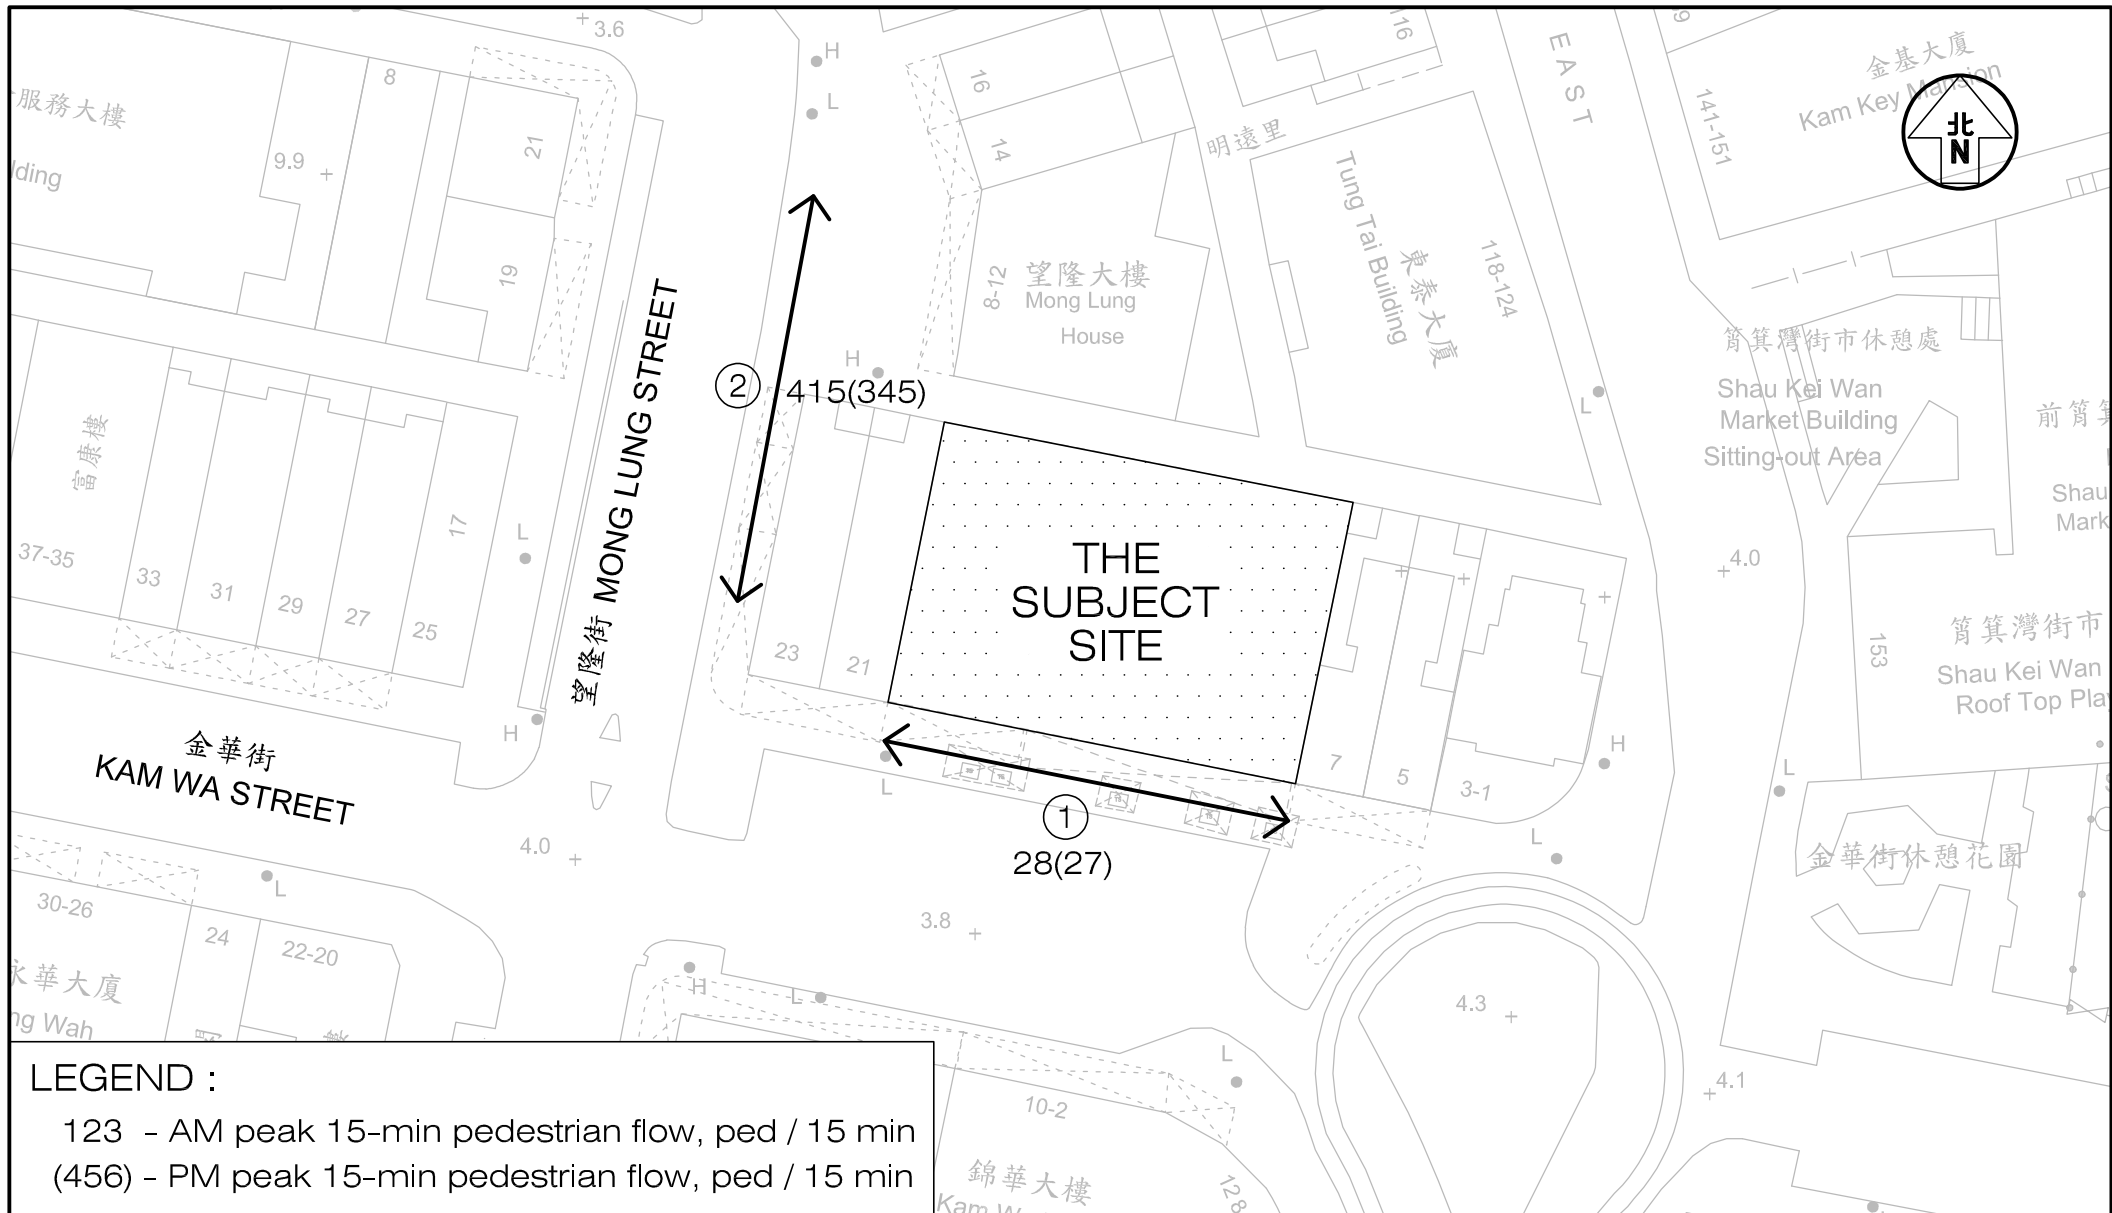 3.6
H
L
8
21
9.9
19
服務大樓
lding
16
14
116
EAST
明遠里
金基大廈
Kam Key Mansion
141-151
北
N
望隆大樓
Mong Lung
House
8-12
Tung Tai Building
東泰大廈
118-124
筲箕灣街市休憩處
Shau Kei Wan
Market Building
Sitting-out Area
L
H
2
415(345)
望隆街 MONG LUNG STREET
富康樓
37-35
33
31
29
27
25
17
L
H
23
21
THE
SUBJECT
SITE
7
5
3-1
H
L
4.0
153
Shau
Mark
筲箕灣街市
Shau Kei Wan
Roof Top Pla
L
金華街
KAM WA STREET
L
1
28(27)
4.0
3.8
L
30-26
24
22-20
永華大廈
ng Wah
H
L
4.3
金華街休憩花園
L
4.1
10-2
錦華大樓
128
LEGEND :
123 - AM peak 15-min pedestrian flow, ped / 15 min
(456) - PM peak 15-min pedestrian flow, ped / 15 min